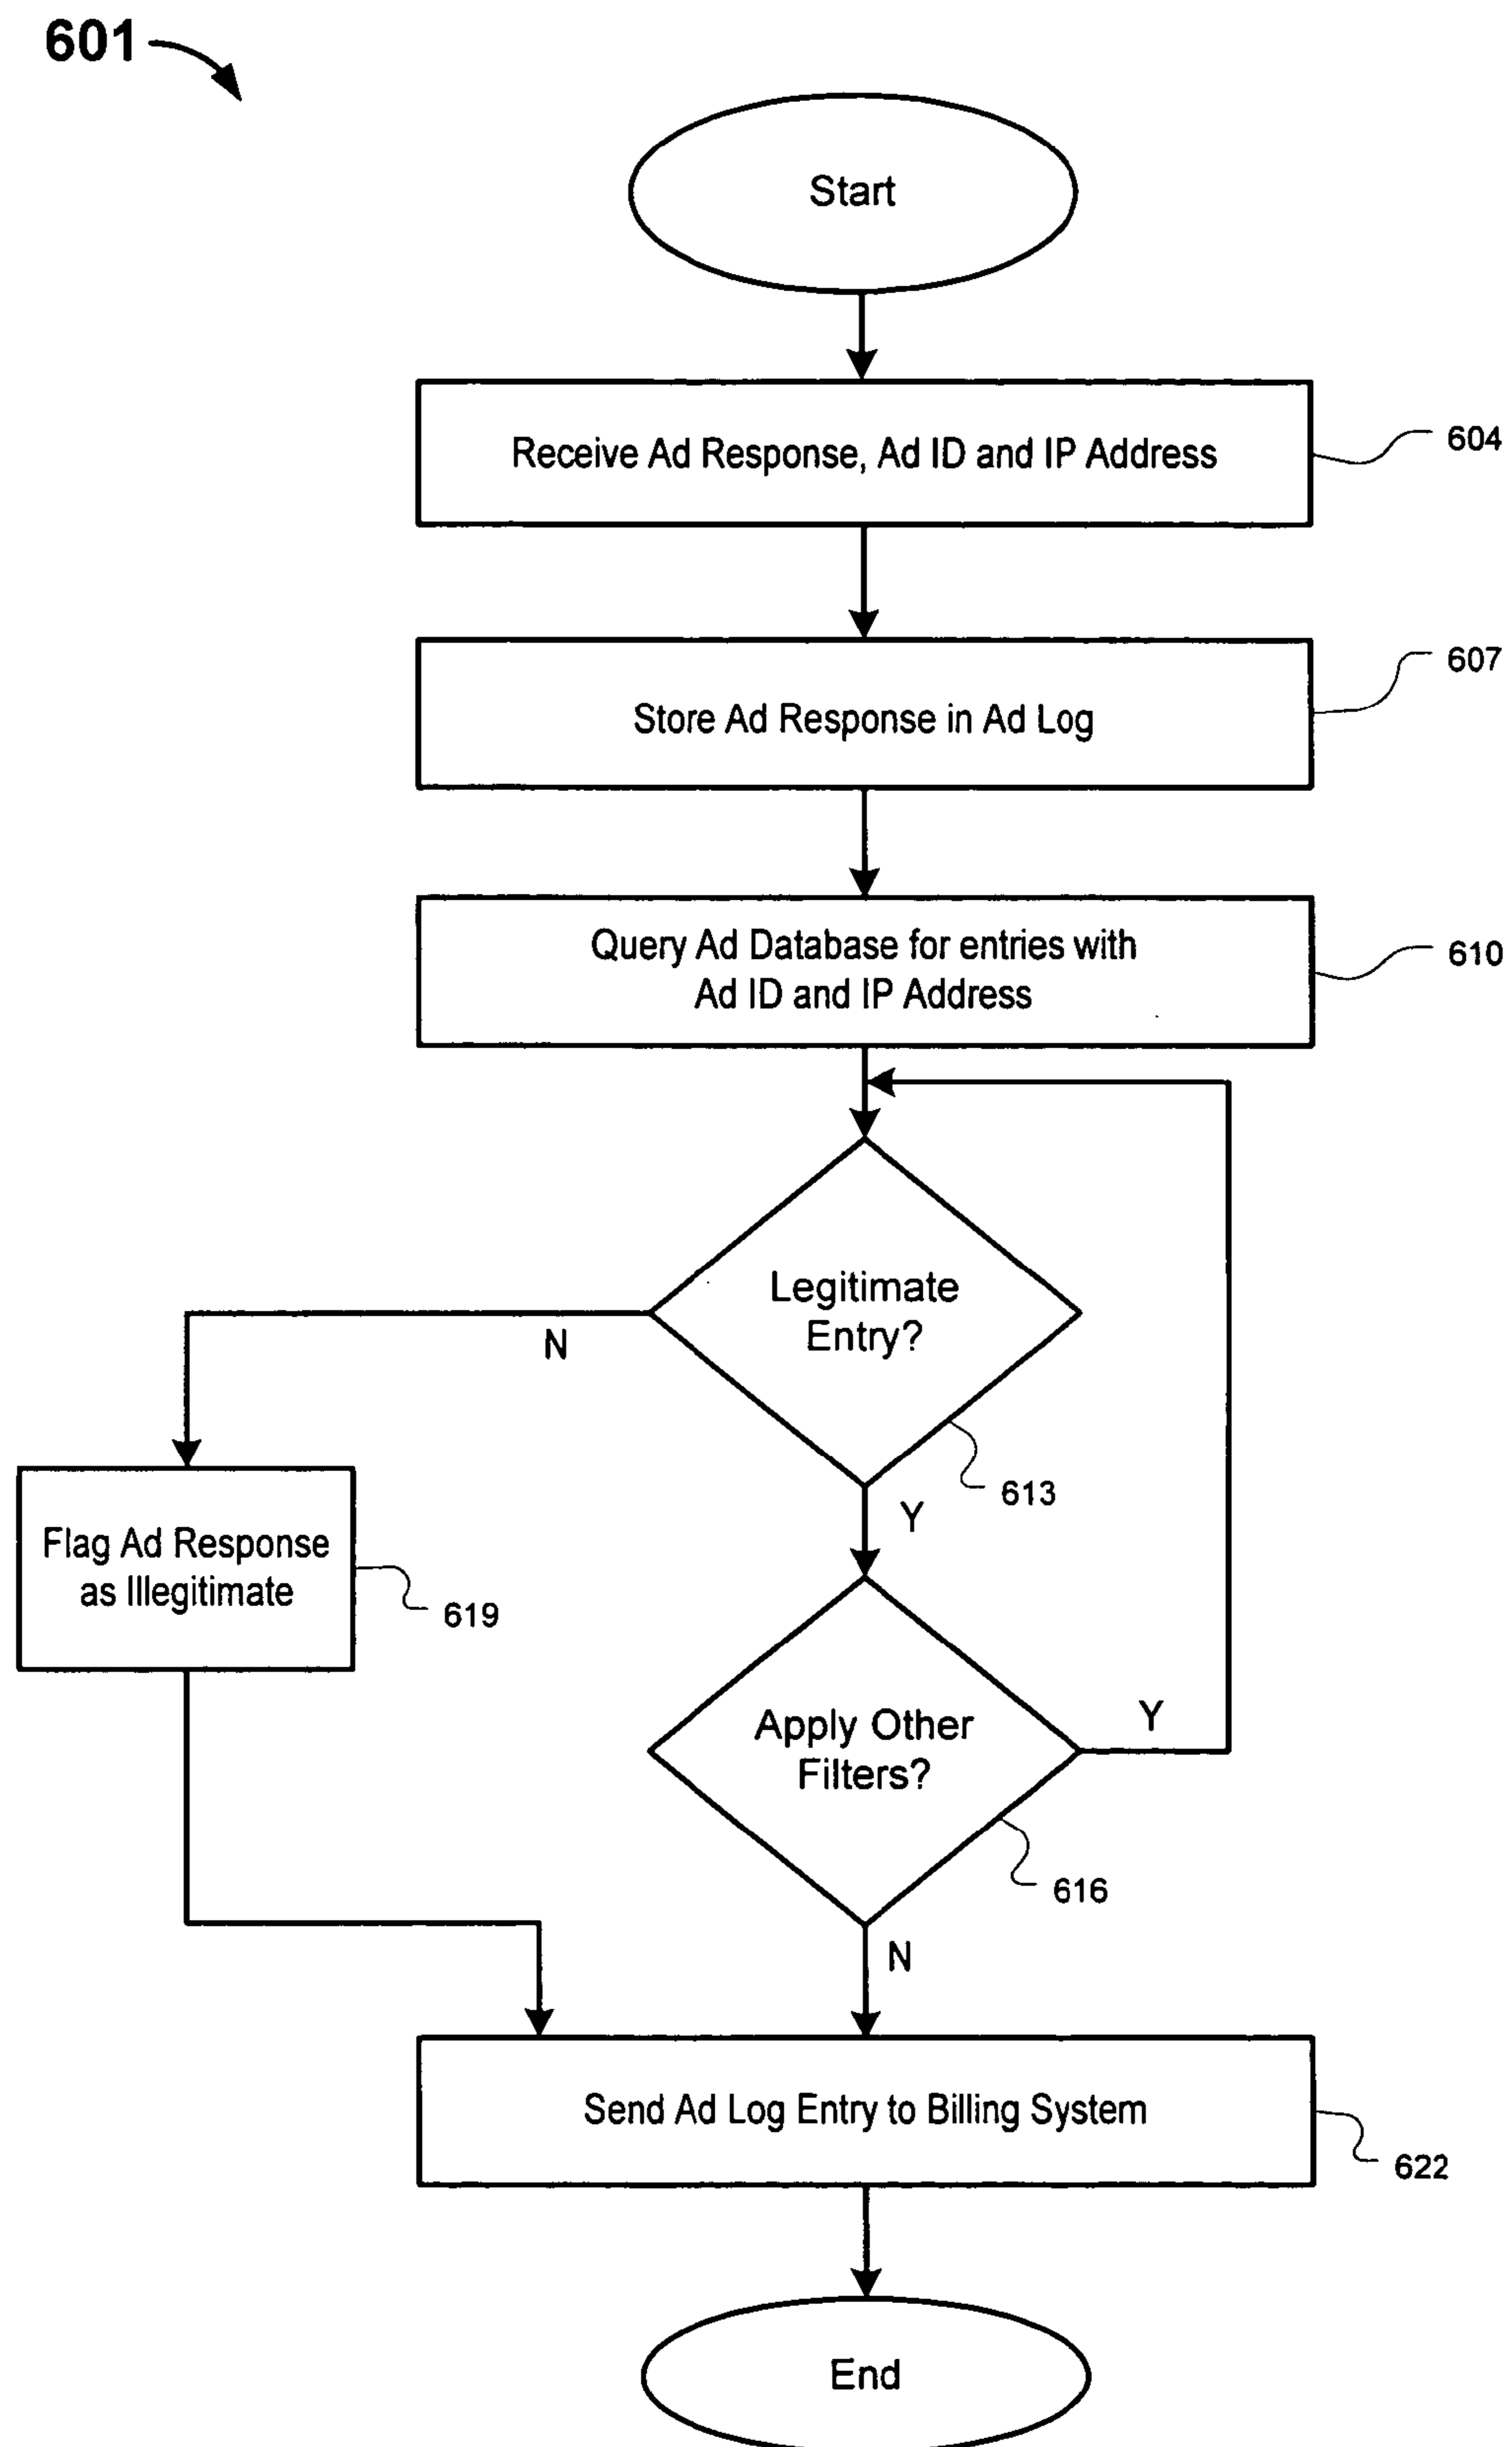 601
Start
Receive Ad Response, Ad ID and IP Address
604
Store Ad Response in Ad Log
607
Query Ad Database for entries with
Ad ID and IP Address
610
Legitimate
Entry?
613
N
Y
Flag Ad Response
as Illegitimate
619
Apply Other
Filters?
Y
616
N
Send Ad Log Entry to Billing System
622
End